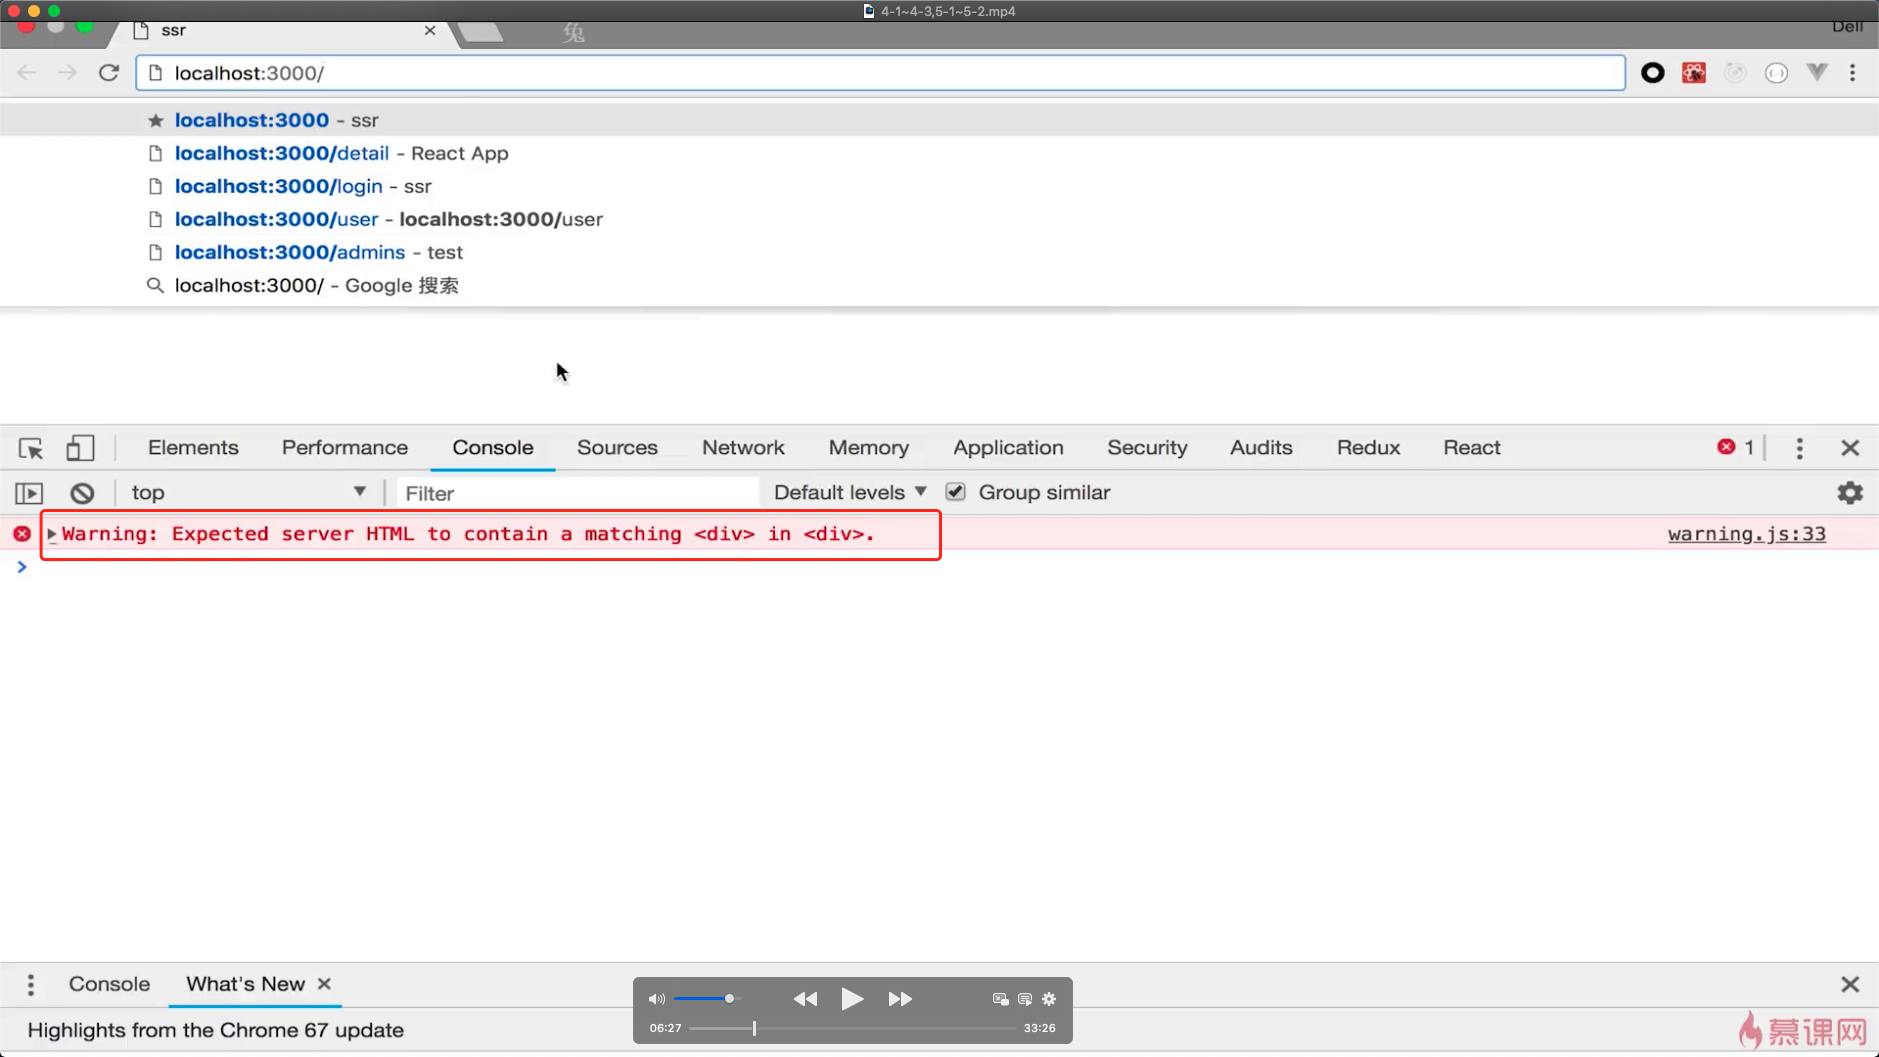 4-1~4-3,5-1~5-2.mp4
ssr
兔
Dell
localhost:3000/
localhost:3000 - ssr
localhost:3000/detail - React App
localhost:3000/login - ssr
localhost:3000/user - localhost:3000/user
localhost:3000/admins - test
localhost:3000/ - Google 搜索
Elements Performance Console Sources Network Memory Application Security Audits Redux React 1
top Filter Default levels Group similar
Warning: Expected server HTML to contain a matching <div> in <div>. warning.js:33
Console What's New
06:27 33:26
Highlights from the Chrome 67 update
慕课网